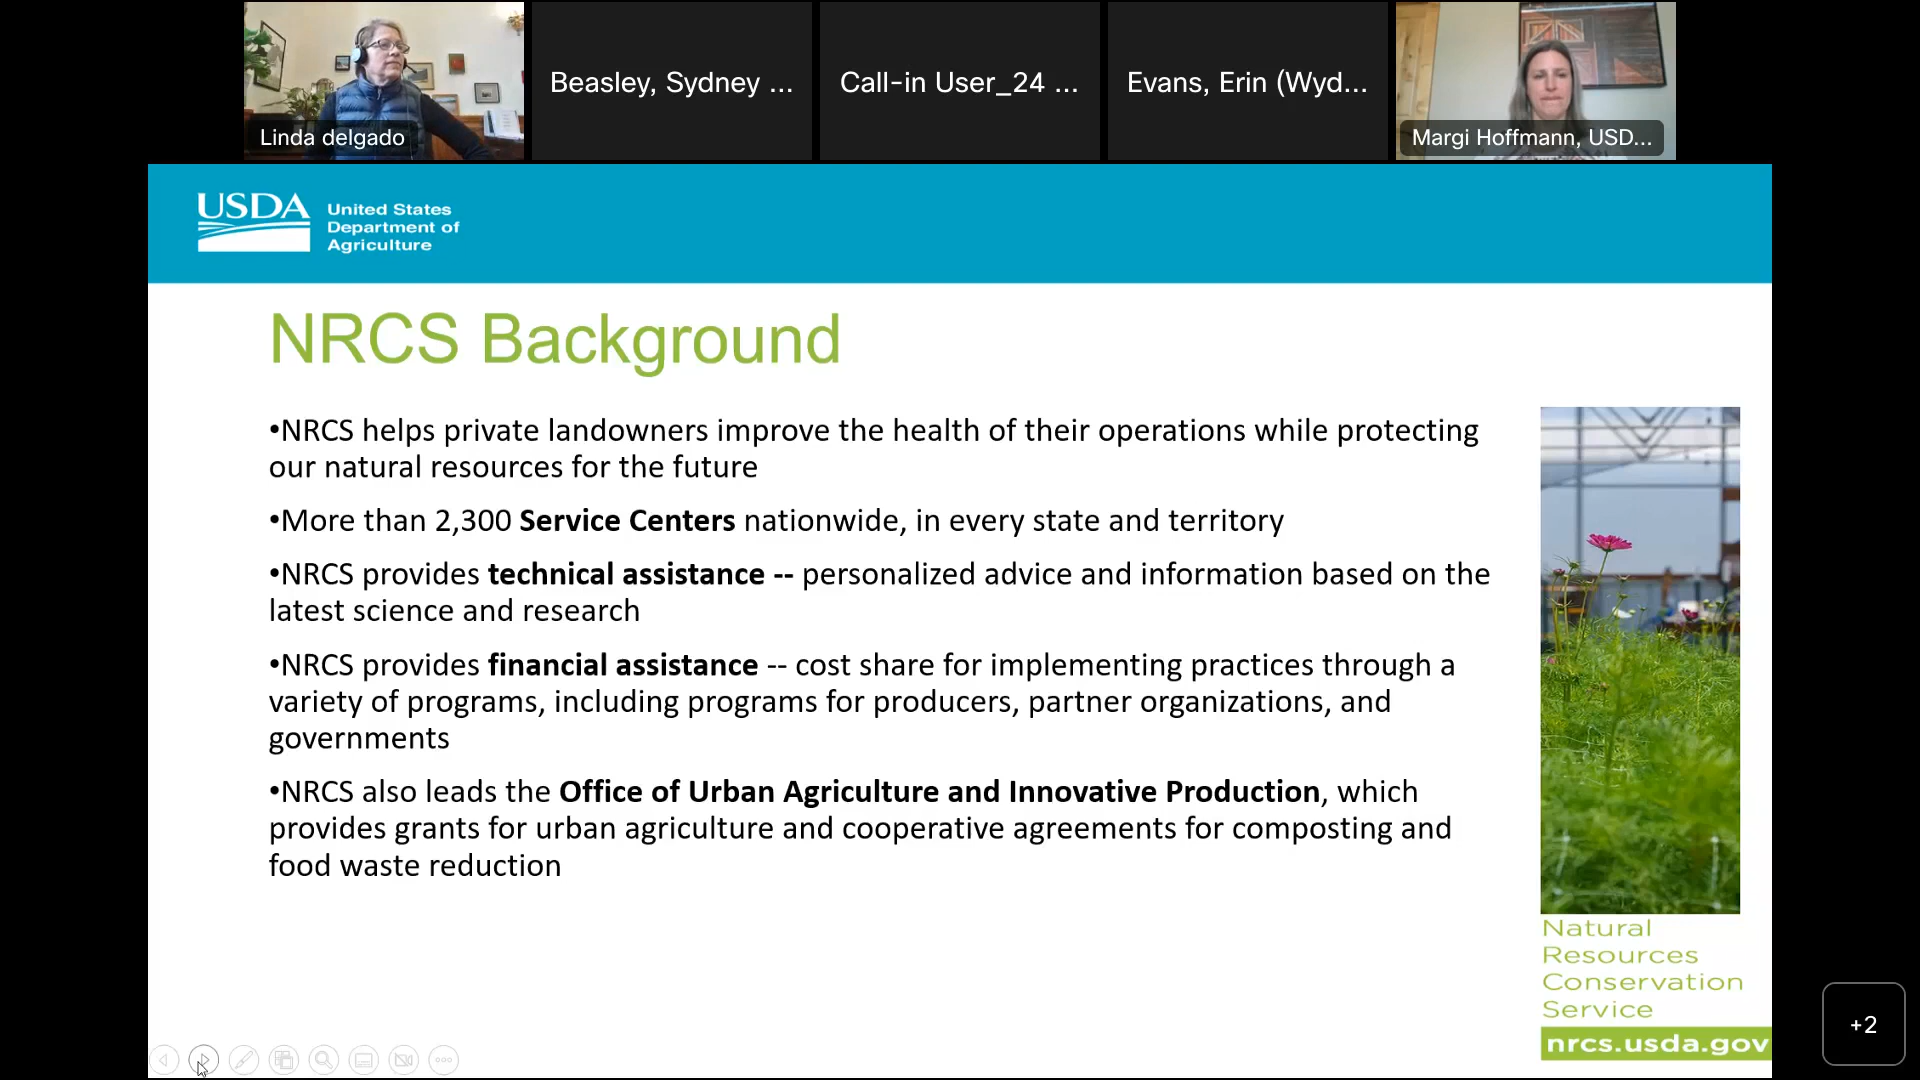 Linda delgado
Beasley, Sydney ...
Call-in User_24 ...
Evans, Erin (Wyd...
Margi Hoffmann, USD...
USDA
United States
Department of
Agriculture
NRCS Background
•NRCS helps private landowners improve the health of their operations while protecting
our natural resources for the future
•More than 2,300 Service Centers nationwide, in every state and territory
•NRCS provides technical assistance -- personalized advice and information based on the
latest science and research
•NRCS provides financial assistance -- cost share for implementing practices through a
variety of programs, including programs for producers, partner organizations, and
governments
•NRCS also leads the Office of Urban Agriculture and Innovative Production, which
provides grants for urban agriculture and cooperative agreements for composting and
food waste reduction
Natural
Resources
Conservation
Service
nrcs.usda.gov
+2